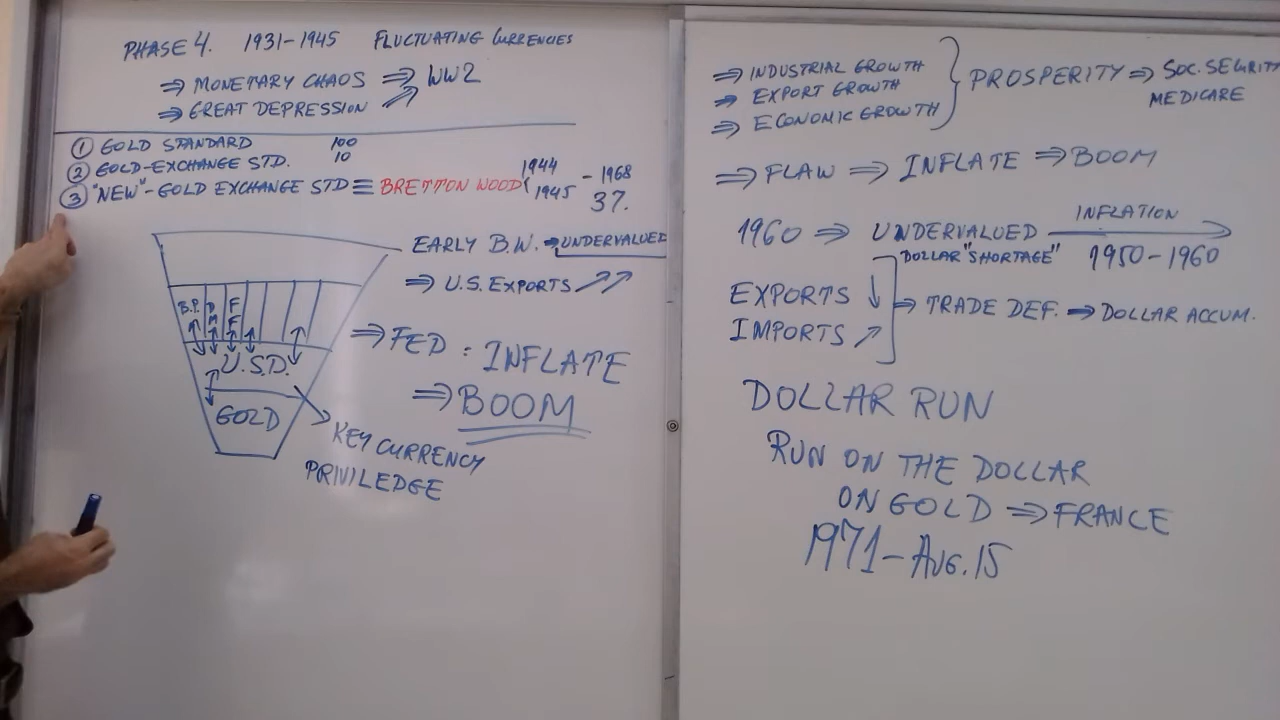 PHASE 4. 1931-1945 FLUCTUATING CURRENCIES
⇒ MONETARY CHAOS ⇒ WW2
⇒ GREAT DEPRESSION
① GOLD STANDARD 100
② GOLD-EXCHANGE STD. 10
③ "NEW"-GOLD EXCHANGE STD ≡ BRETTON WOOD 1944 1945 - 1968
37.
EARLY B.W. → UNDERVALUED
⇒ U.S. EXPORTS ↗↗
B.P. DM FF
U.S.D.
GOLD
⇒ FED : INFLATE
⇒ BOOM
KEY CURRENCY
PRIVILEDGE
⇒ INDUSTRIAL GROWTH
⇒ EXPORT GROWTH
⇒ ECONOMIC GROWTH
} PROSPERITY ⇒ SOC. SECURITY
MEDICARE
⇒ FLAW ⇒ INFLATE ⇒ BOOM
1960 ⇒ UNDERVALUED INFLATION
DOLLAR "SHORTAGE" 1950-1960
EXPORTS ↓
IMPORTS ↗
⇒ TRADE DEF. ⇒ DOLLAR ACCUM.
DOLLAR RUN
RUN ON THE DOLLAR
ON GOLD ⇒ FRANCE
1971-AUG.15